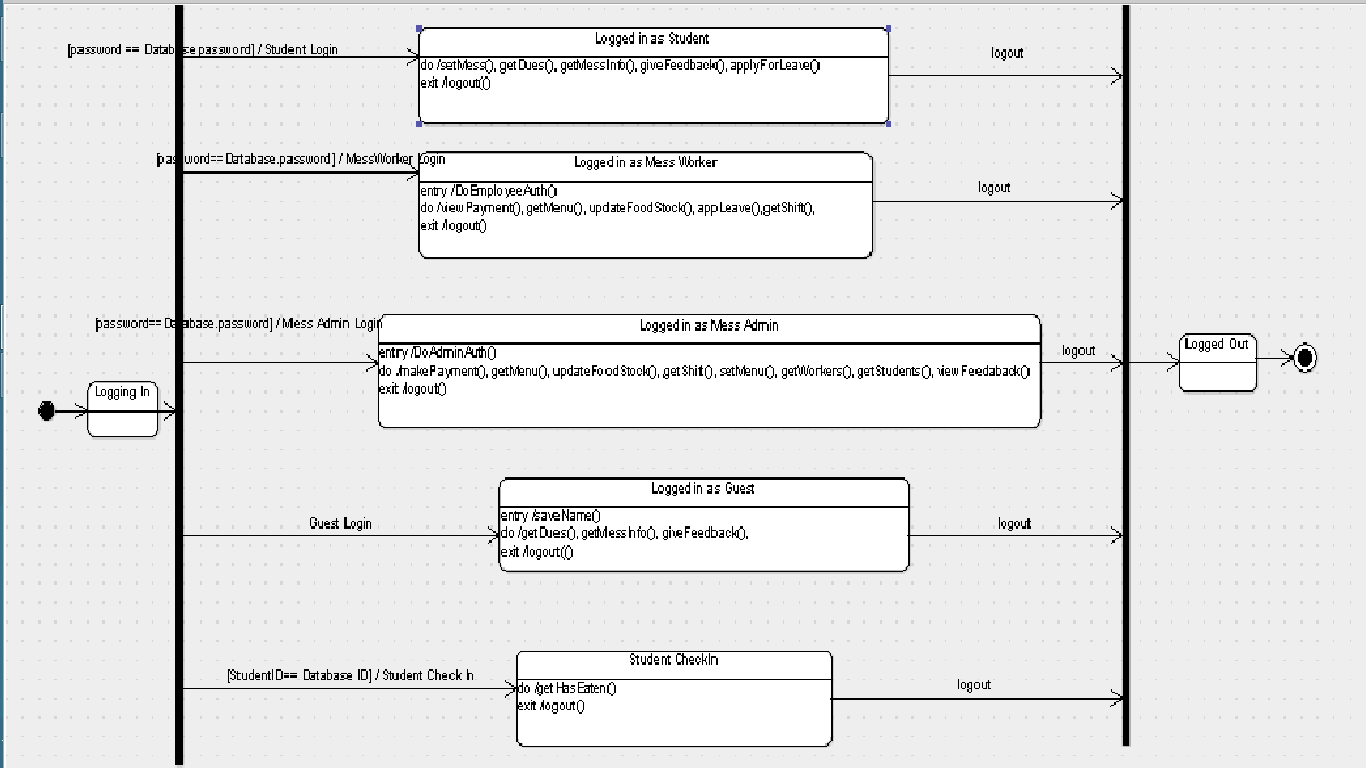 [password == Database.password] / Student Login
Logged in as Student
do /setMess(), getDues(), getMessInfo(), giveFeedback(), applyForLeave()
exit /logout()
logout
[password== Database.password] / MessWorker Login
Logged in as Mess Worker
entry /DoEmployeeAuth()
do /viewPayment(), getMenu(), updateFoodStock(), appLeave(),getShift(),
exit /logout()
logout
[password== Database.password] / Mess Admin Login
Logged in as Mess Admin
entry /DoAdminAuth()
do /makePayment(), getMenu(), updateFoodStock(), getShift(), setMenu(), getWorkers(), getStudents(), viewFeedaback()
exit /logout()
logout
Logged Out
Logging In
Guest Login
Logged in as Guest
entry /saveName()
do /getDues(), getMessInfo(), giveFeedback(),
exit /logout()
logout
[StudentID== Database ID] / Student Check In
Student CheckIn
do /getHasEaten()
exit /logout()
logout